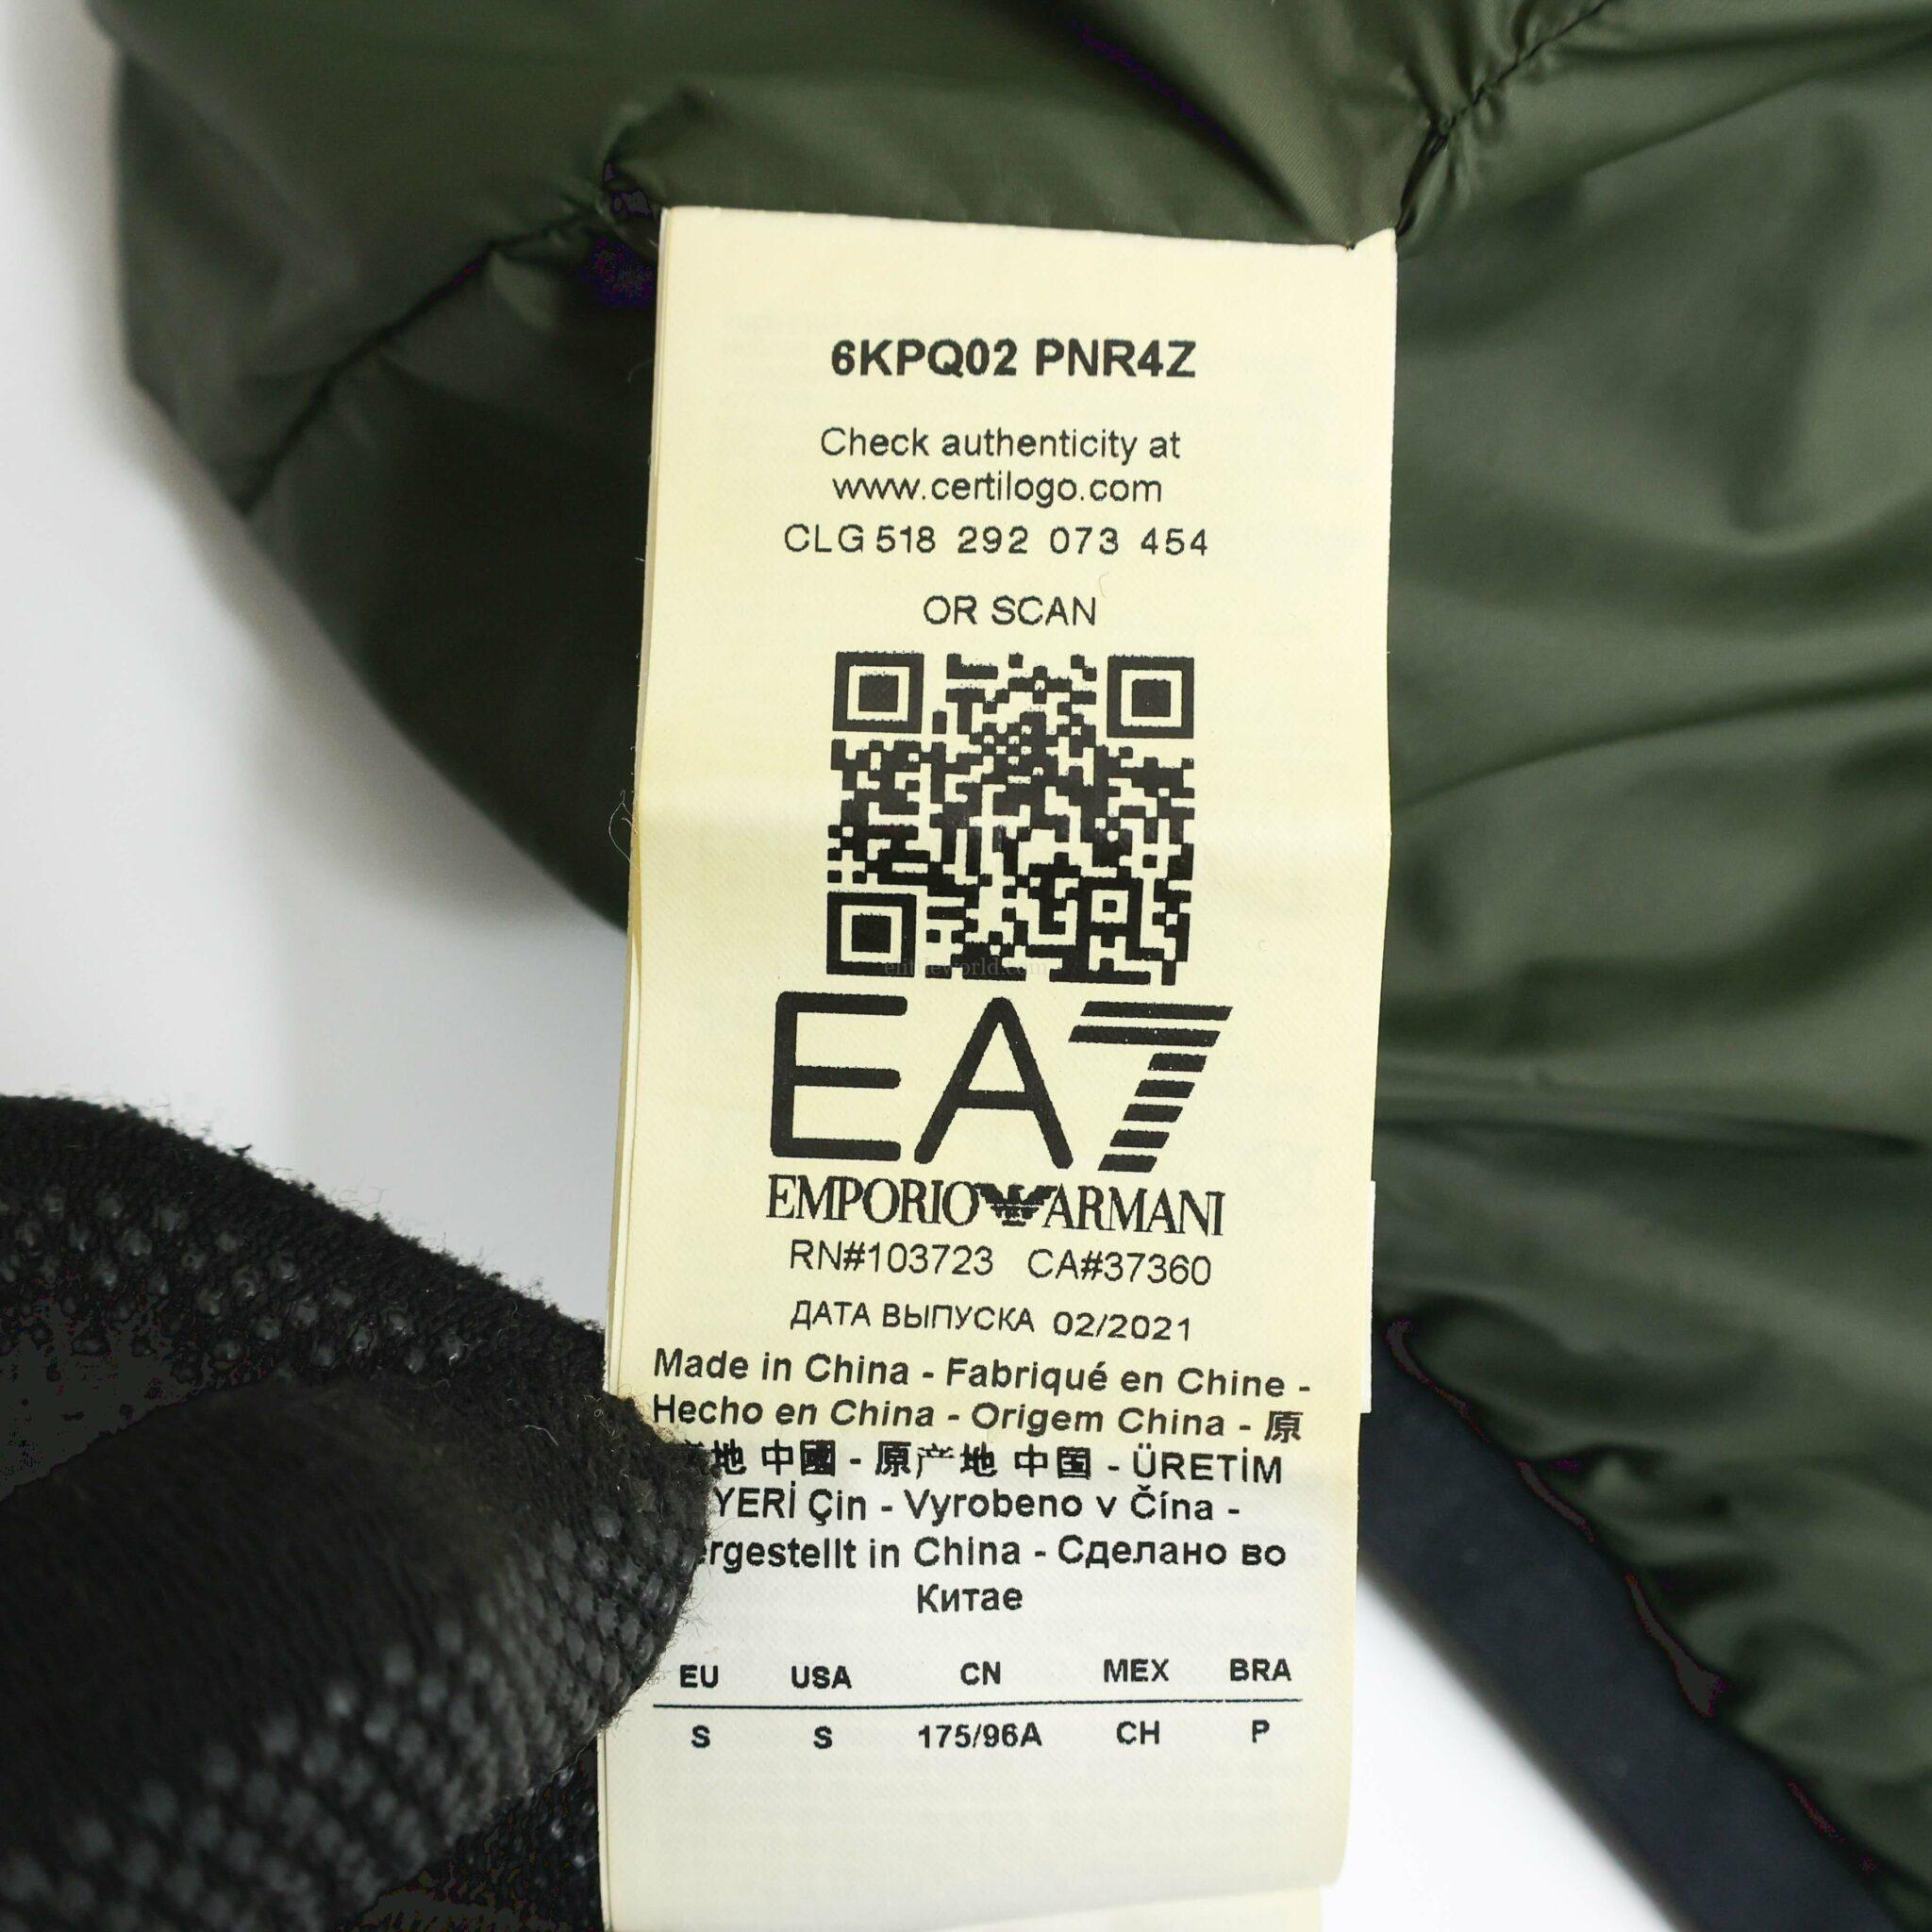 6KPQ02 PNR4Z
Check authenticity at
www.certilogo.com
CLG 518 292 073 454
OR SCAN
EA7
EMPORIO ARMANI
RN#103723 CA#37360
ДАТА ВЫПУСКА 02/2021
Made in China - Fabriqué en Chine -
Hecho en China - Origem China - 原
地 中國 - 原产地 中国 - ÜRETİM
YERİ Çin - Vyrobeno v Čína -
in China - Сделано во
Китае
EU USA CN MEX BRA
S S 175/96A CH P